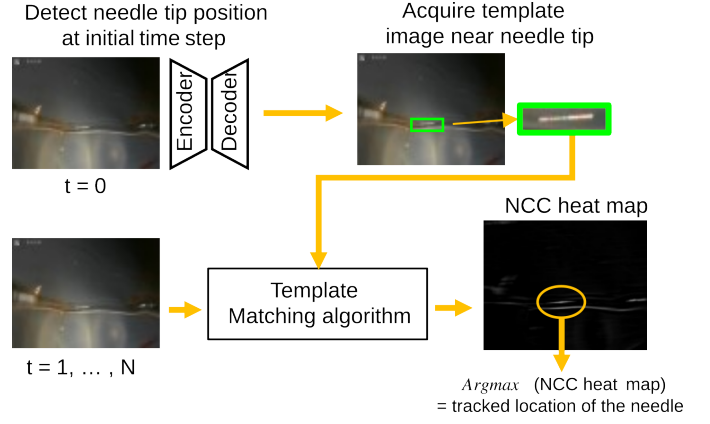 Detect needle tip position
at initial time step
Acquire template
image near needle tip
Encoder
Decoder
t = 0
NCC heat map
Template
Matching algorithm
t = 1, … , N
Argmax (NCC heat map)
= tracked location of the needle